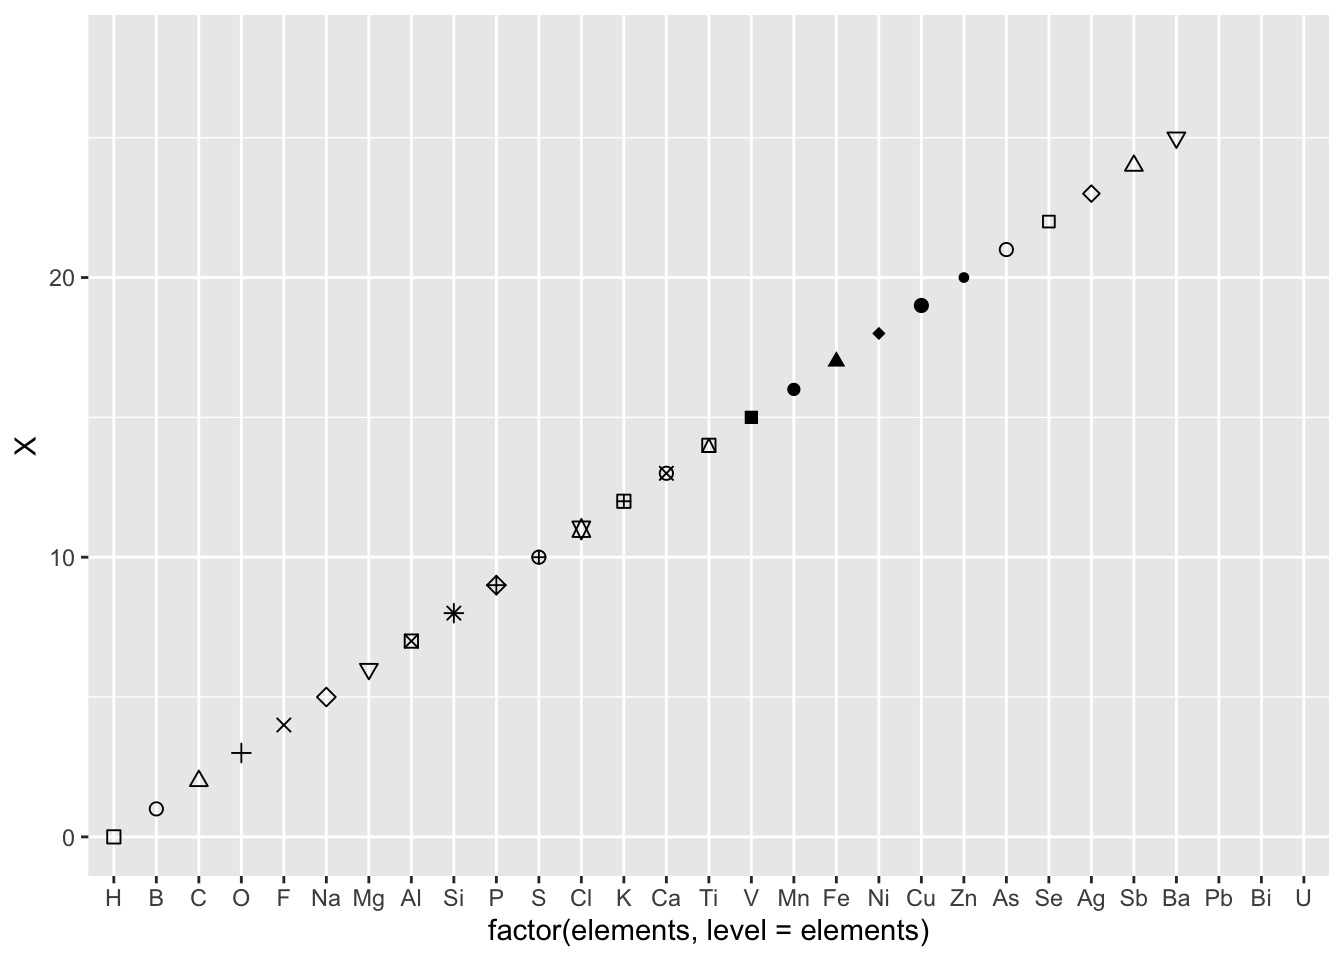 X
20
10
0
H B C O F Na Mg Al Si P S Cl K Ca Ti V Mn Fe Ni Cu Zn As Se Ag Sb Ba Pb Bi U
factor(elements, level = elements)